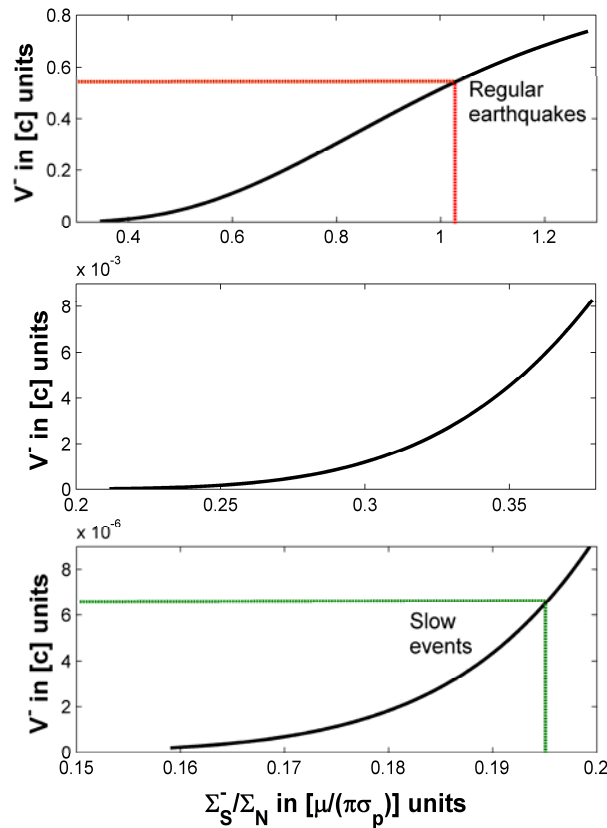 0.8
0.6
0.4
0.2
0
V⁻ in [c] units
Regular
earthquakes
0.4 0.6 0.8 1 1.2
x 10⁻³
8
6
4
2
0
V⁻ in [c] units
0.2 0.25 0.3 0.35
x 10⁻⁶
8
6
4
2
0
V⁻ in [c] units
Slow
events
0.15 0.16 0.17 0.18 0.19 0.2
Σ_S⁻/Σ_N in [μ/(πσ_p)] units